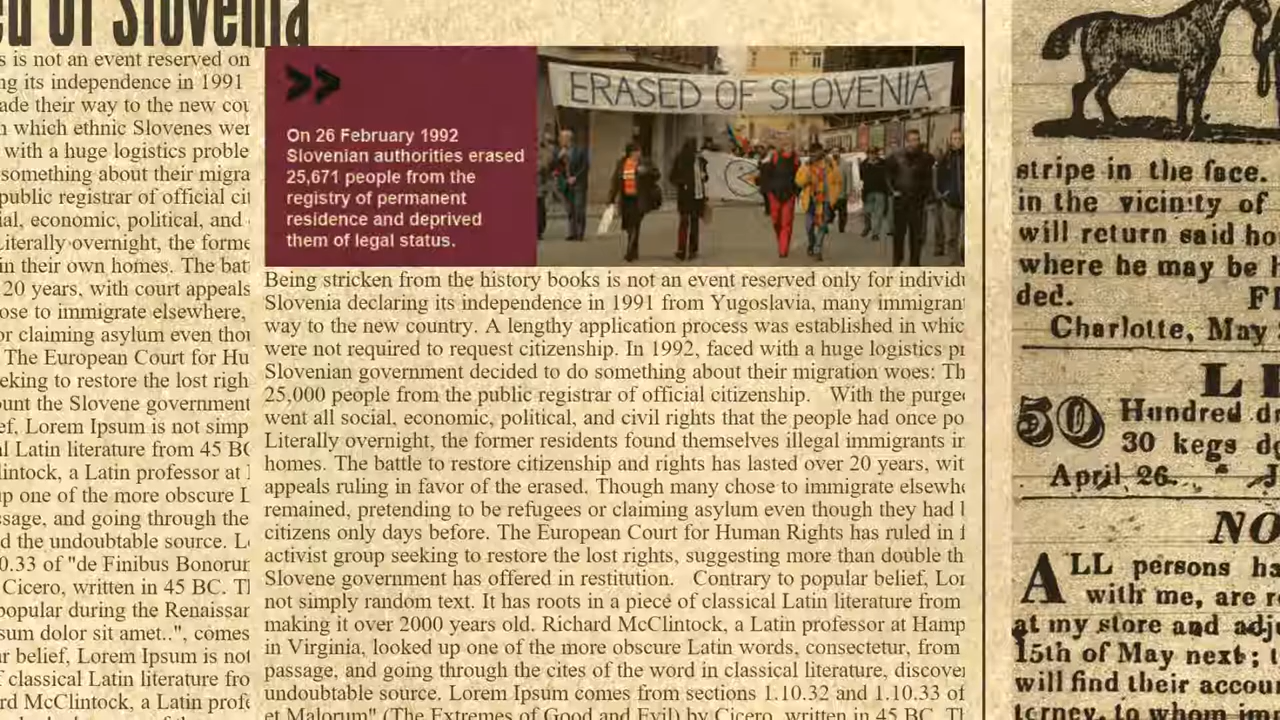 ed of Slovenia
s is not an event reserved on
ng its independence in 1991
ade their way to the new cou
n which ethnic Slovenes wer
with a huge logistics proble
something about their migra
public registrar of official cit
ial, economic, political, and
Literally overnight, the forme
in their own homes. The bat
20 years, with court appeals
ose to immigrate elsewhere,
or claiming asylum even thou
The European Court for Hu
eking to restore the lost righ
ount the Slovene government
ef, Lorem Ipsum is not simp
al Latin literature from 45 BC
lintock, a Latin professor at
up one of the more obscure L
ssage, and going through the
d the undoubtable source. L
0.33 of "de Finibus Bonorum
Cicero, written in 45 BC. T
popular during the Renaissan
sum dolor sit amet..", comes
ar belief, Lorem Ipsum is not
f classical Latin literature fro
rd McClintock, a Latin profe
On 26 February 1992
Slovenian authorities erased
25,671 people from the
registry of permanent
residence and deprived
them of legal status.
ERASED OF SLOVENIA
Being stricken from the history books is not an event reserved only for individu
Slovenia declaring its independence in 1991 from Yugoslavia, many immigrant
way to the new country. A lengthy application process was established in whic
were not required to request citizenship. In 1992, faced with a huge logistics pr
Slovenian government decided to do something about their migration woes: Th
25,000 people from the public registrar of official citizenship. With the purge
went all social, economic, political, and civil rights that the people had once po
Literally overnight, the former residents found themselves illegal immigrants in
homes. The battle to restore citizenship and rights has lasted over 20 years, wit
appeals ruling in favor of the erased. Though many chose to immigrate elsewhe
remained, pretending to be refugees or claiming asylum even though they had
citizens only days before. The European Court for Human Rights has ruled in f
activist group seeking to restore the lost rights, suggesting more than double th
Slovene government has offered in restitution. Contrary to popular belief, Lor
not simply random text. It has roots in a piece of classical Latin literature from
making it over 2000 years old. Richard McClintock, a Latin professor at Hamp
in Virginia, looked up one of the more obscure Latin words, consectetur, from
passage, and going through the cites of the word in classical literature, discover
undoubtable source. Lorem Ipsum comes from sections 1.10.32 and 1.10.33 of
et Malorum" (The Extremes of Good and Evil) by Cicero, written in 45 BC. Th
stripe in the face.
in the vicinity of
will return said ho
where he may be h
ded. F
Charlotte, May
L
50 Hundred
30 kegs
April 26. J
NO
ALL persons ha
with me, are re
at my store and adju
15th of May next; t
will find their accoun
torney, to whom